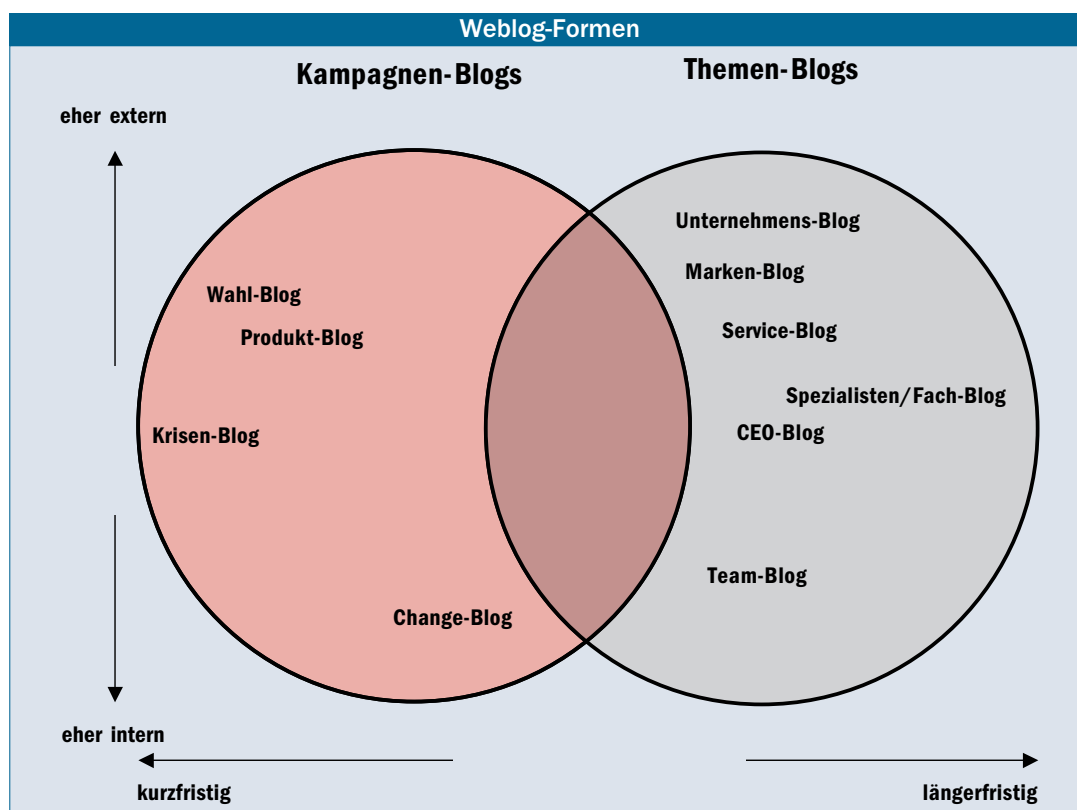 Weblog-Formen
Kampagnen-Blogs
Themen-Blogs
eher extern
Unternehmens-Blog
Marken-Blog
Wahl-Blog
Produkt-Blog
Service-Blog
Spezialisten/Fach-Blog
Krisen-Blog
CEO-Blog
Team-Blog
Change-Blog
eher intern
kurzfristig
längerfristig